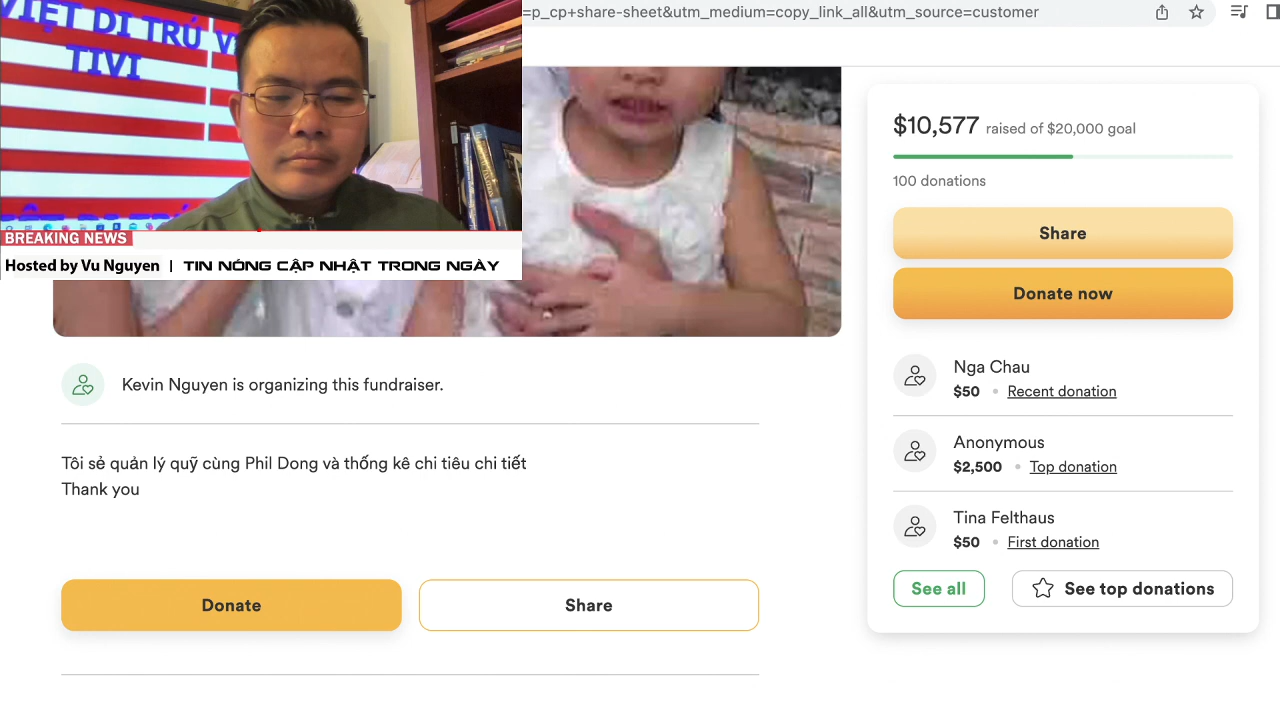 VIỆT DI TRÚ V
TIVI
BREAKING NEWS
Hosted by Vu Nguyen | TIN NÓNG CẬP NHẬT TRONG NGÀY
=p_cp+share-sheet&utm_medium=copy_link_all&utm_source=customer
Kevin Nguyen is organizing this fundraiser.
Tôi sẻ quản lý quỹ cùng Phil Dong và thống kê chi tiêu chi tiết
Thank you
Donate
Share
$10,577 raised of $20,000 goal
100 donations
Share
Donate now
Nga Chau
$50 • Recent donation
Anonymous
$2,500 • Top donation
Tina Felthaus
$50 • First donation
See all
See top donations